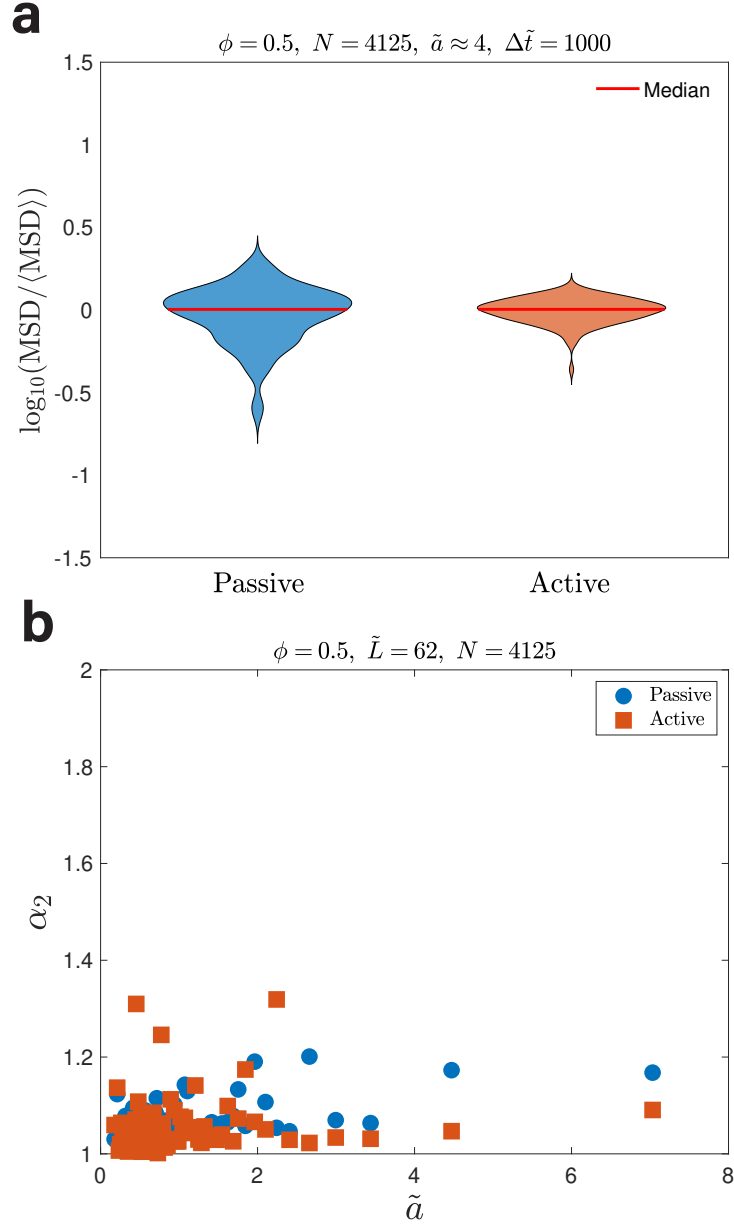 a
ϕ = 0.5, N = 4125, ã ≈ 4, Δt̃ = 1000
1.5
Median
1
0.5
0
-0.5
-1
-1.5
log₁₀(MSD/⟨MSD⟩)
Passive Active
b
ϕ = 0.5, L̃ = 62, N = 4125
2
Passive
Active
1.8
1.6
1.4
1.2
1
α₂
0 2 4 6 8
ã